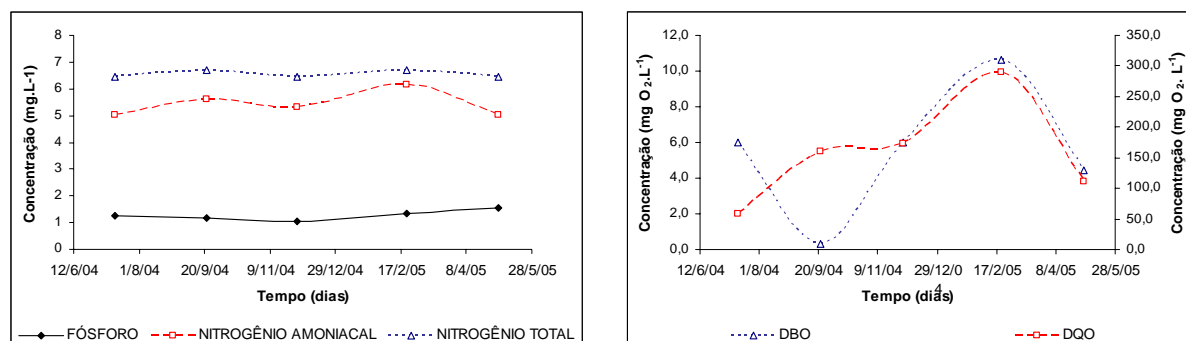 Concentração (mg.L-1)
8
7
6
5
4
3
2
1
0
12/6/04 1/8/04 20/9/04 9/11/04 29/12/04 17/2/05 8/4/05 28/5/05
Tempo (dias)
FÓSFORO NITROGÊNIO AMONIACAL NITROGÊNIO TOTAL
Concentração (mg O₂.L⁻¹)
12,0
10,0
8,0
6,0
4,0
2,0
0,0
350,0
300,0
250,0
200,0
150,0
100,0
50,0
0,0
Concentração (mg O₂. L⁻¹)
12/6/04 1/8/04 20/9/04 9/11/04 29/12/0 17/2/05 8/4/05 28/5/05
4
Tempo (dias)
DBO DQO